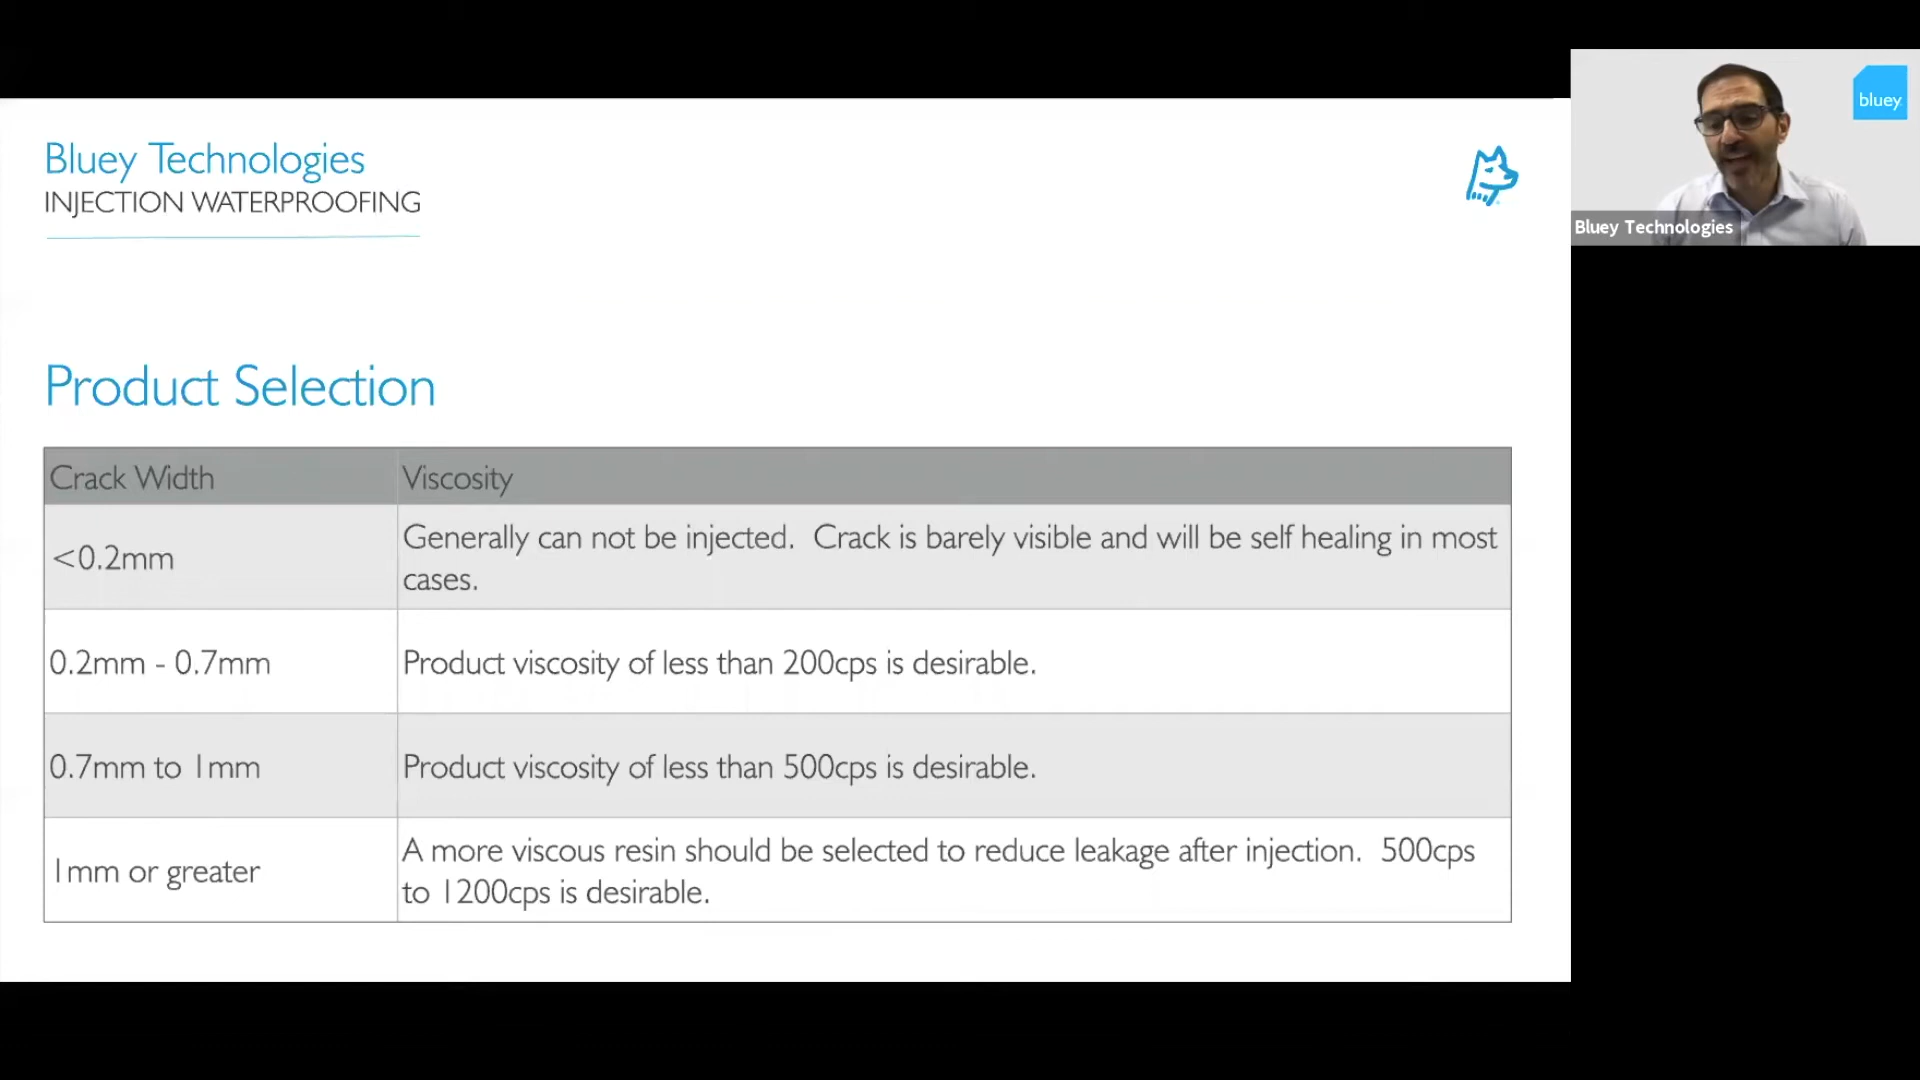 Bluey Technologies
INJECTION WATERPROOFING
bluey.
Bluey Technologies
Product Selection
Crack Width Viscosity
<0.2mm Generally can not be injected. Crack is barely visible and will be self healing in most
cases.
0.2mm - 0.7mm Product viscosity of less than 200cps is desirable.
0.7mm to 1mm Product viscosity of less than 500cps is desirable.
1mm or greater A more viscous resin should be selected to reduce leakage after injection. 500cps
to 1200cps is desirable.